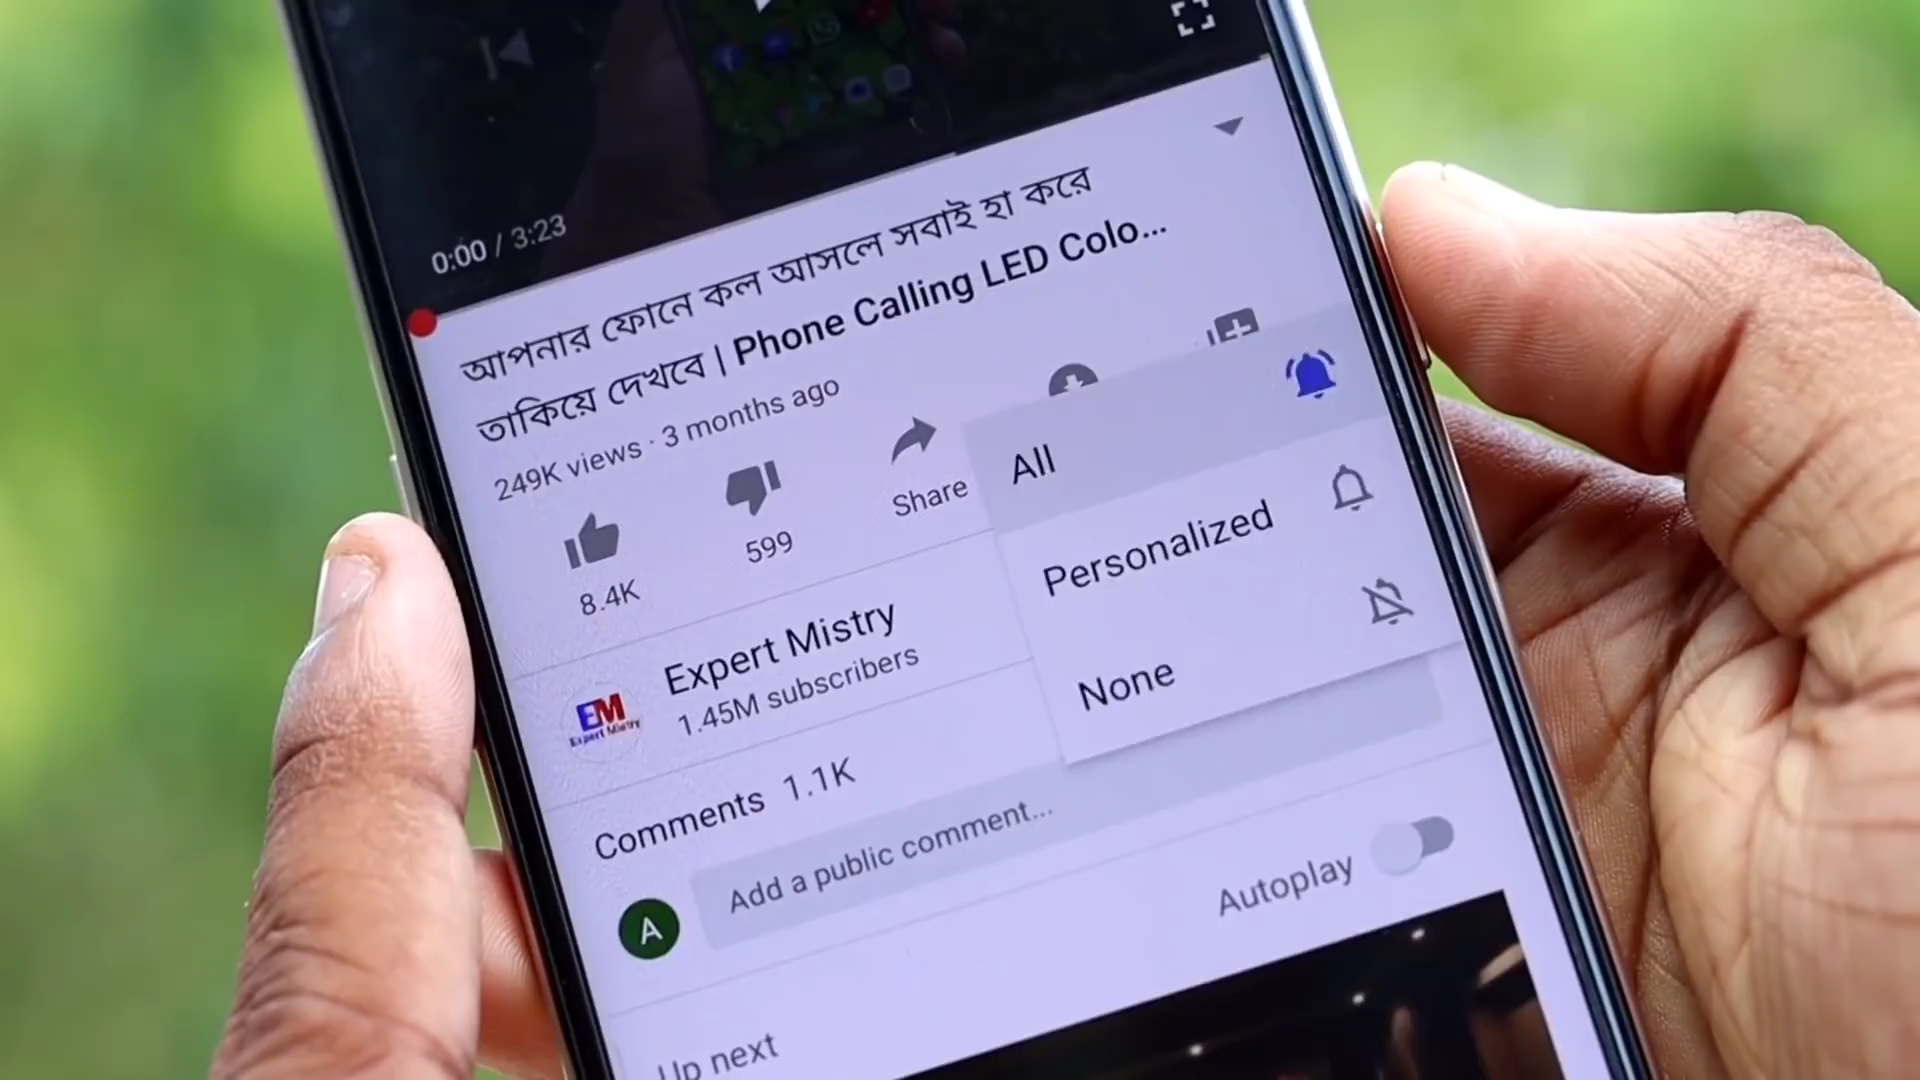 0:00 / 3:23
আপনার ফোনে কল আসলে সবাই হা করে
তাকিয়ে দেখবে | Phone Calling LED Colo...
249K views · 3 months ago
8.4K
599
Share
All
Personalized
None
Expert Mistry
1.45M subscribers
EM
Expert Mistry
Comments 1.1K
A
Add a public comment...
Autoplay
Up next